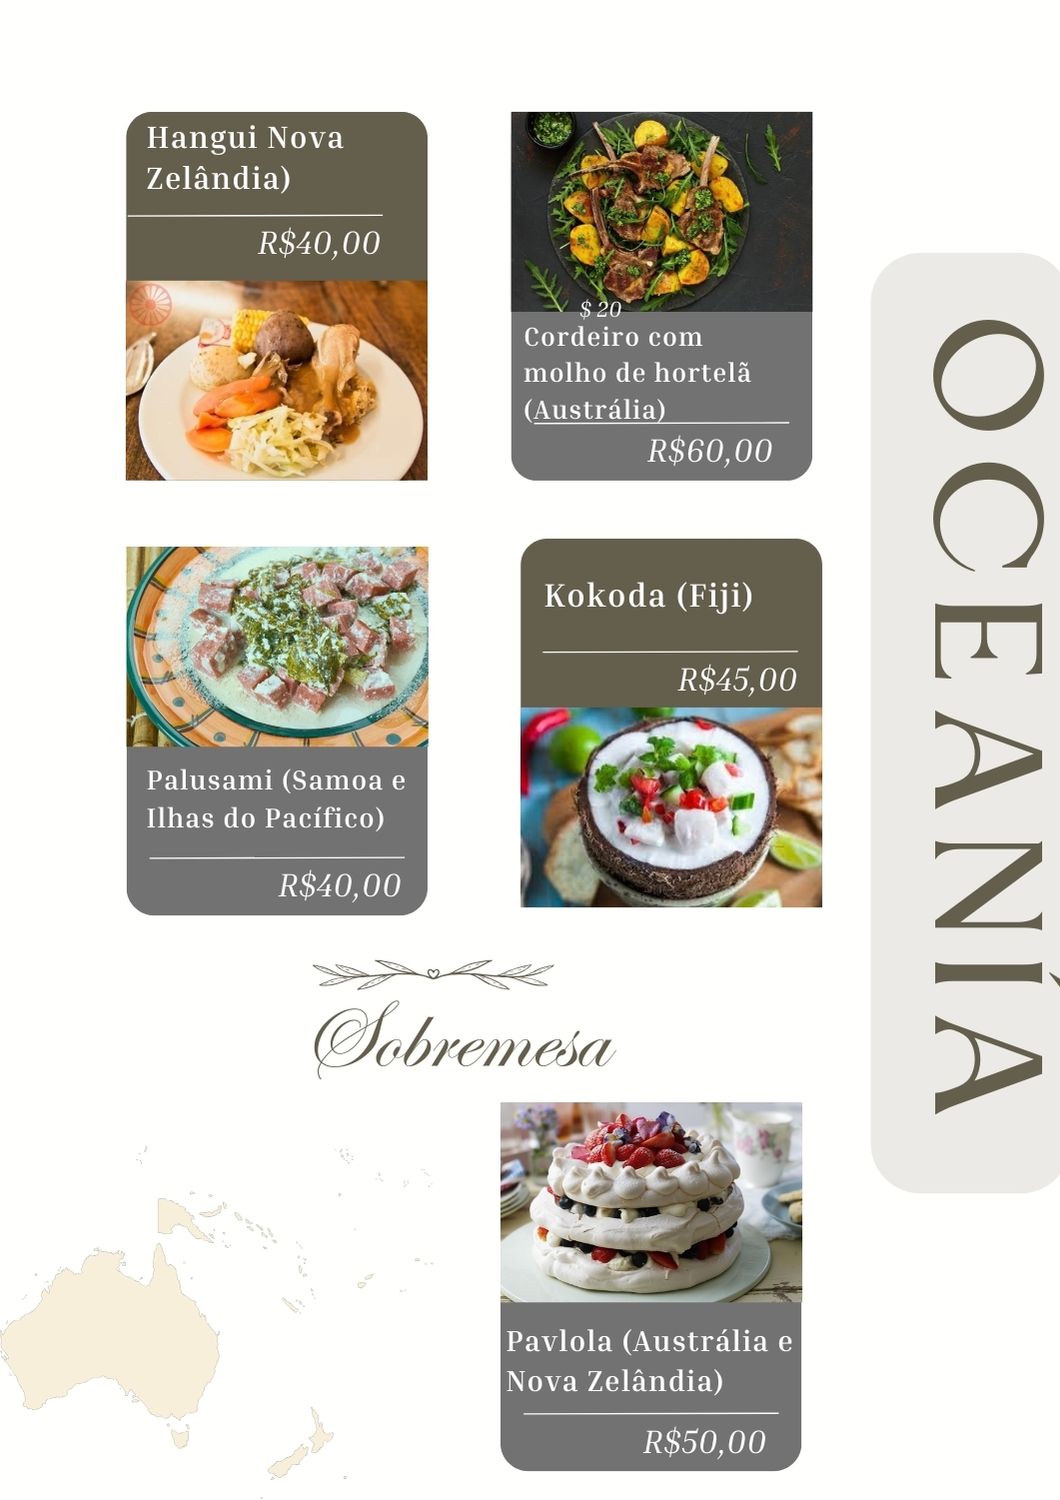 Hangui Nova
Zelândia)
R$40,00
$ 20
Cordeiro com
molho de hortelã
(Austrália)
R$60,00
Palusami (Samoa e
Ilhas do Pacífico)
R$40,00
Kokoda (Fiji)
R$45,00
OCEANÍA
Sobremesa
Pavlola (Austrália e
Nova Zelândia)
R$50,00